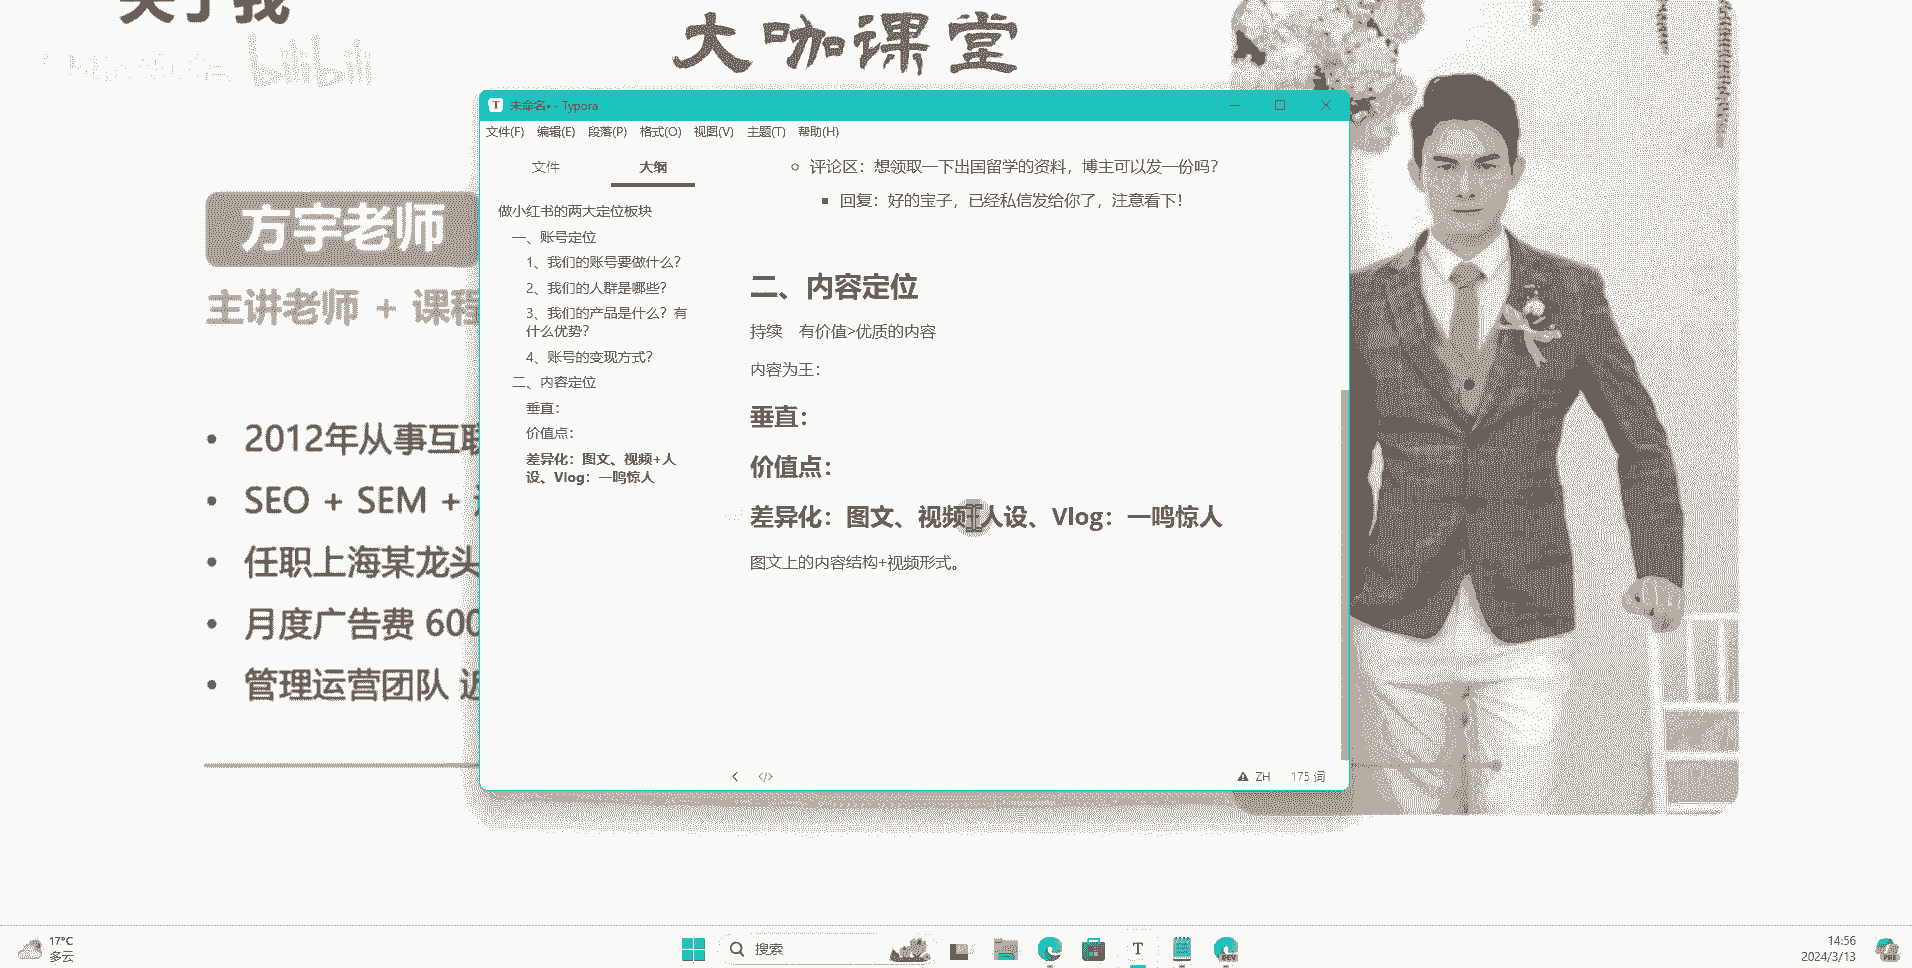 关于我
bilibili
大咖课堂
方宇老师
主讲老师 + 课程
2012年从事互联
SEO + SEM +
任职上海某龙头
月度广告费 600
管理运营团队 近
未命名• - Typora
文件(F) 编辑(E) 段落(P) 格式(O) 视图(V) 主题(T) 帮助(H)
文件 大纲
做小红书的两大定位板块
一、账号定位
1、我们的账号要做什么?
2、我们的人群是哪些?
3、我们的产品是什么? 有
什么优势?
4、账号的变现方式?
二、内容定位
垂直:
价值点:
差异化: 图文、视频+人
设、Vlog: 一鸣惊人
评论区: 想领取一下出国留学的资料, 博主可以发一份吗?
回复: 好的宝子, 已经私信发给你了, 注意看下!
二、内容定位
持续 有价值>优质的内容
内容为王:
垂直:
价值点:
差异化: 图文、视频+人设、Vlog: 一鸣惊人
图文上的内容结构+视频形式。
ZH 175 词
17°C
多云
搜索
T
DEV
14:56
2024/3/13
PRE